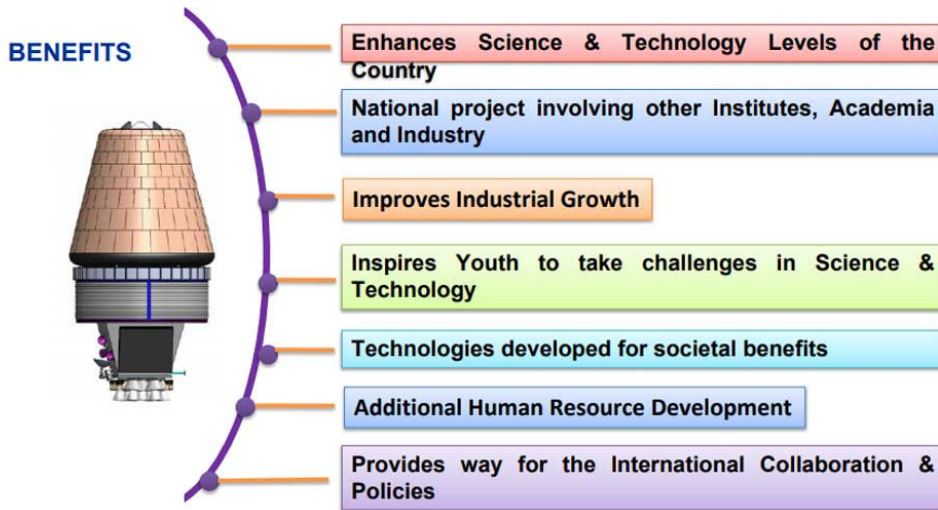 BENEFITS
Enhances Science & Technology Levels of the
Country
National project involving other Institutes, Academia
and Industry
Improves Industrial Growth
Inspires Youth to take challenges in Science &
Technology
Technologies developed for societal benefits
Additional Human Resource Development
Provides way for the International Collaboration &
Policies